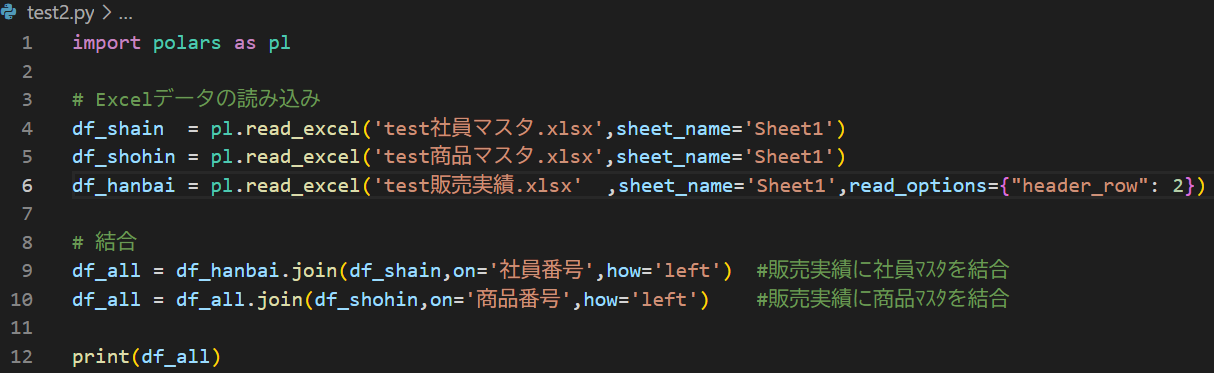 test2.py > ...
1 import polars as pl
2
3 # Excelデータの読み込み
4 df_shain  = pl.read_excel('test社員マスタ.xlsx',sheet_name='Sheet1')
5 df_shohin = pl.read_excel('test商品マスタ.xlsx',sheet_name='Sheet1')
6 df_hanbai = pl.read_excel('test販売実績.xlsx'  ,sheet_name='Sheet1',read_options={"header_row": 2})
7
8 # 結合
9 df_all = df_hanbai.join(df_shain,on='社員番号',how='left')  #販売実績に社員ﾏｽﾀを結合
10 df_all = df_all.join(df_shohin,on='商品番号',how='left')    #販売実績に商品ﾏｽﾀを結合
11
12 print(df_all)